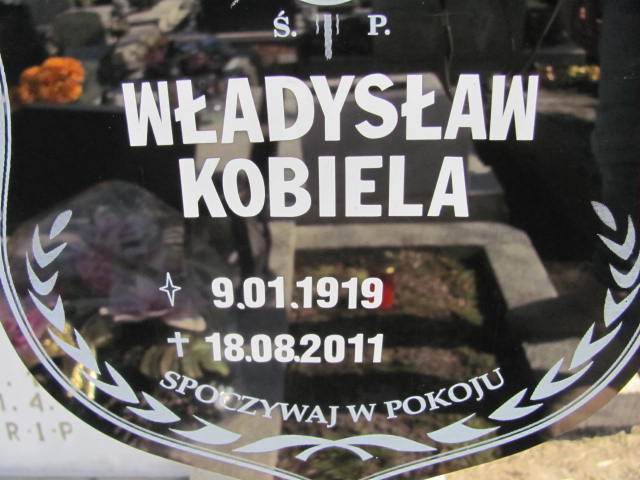 Ś. P.
WŁADYSŁAW
KOBIELA
9.01.1919
18.08.2011
SPOCZYWAJ W POKOJU
R·I·P